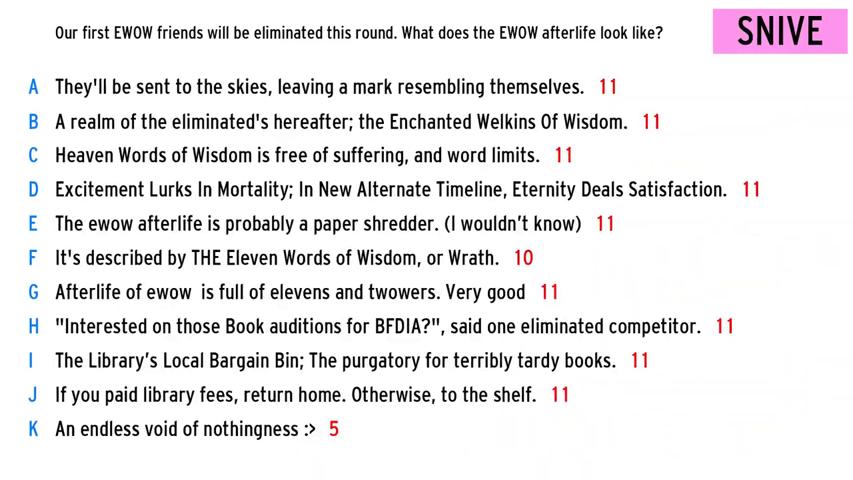 Our first EWOW friends will be eliminated this round. What does the EWOW afterlife look like?
SNIVE
A They'll be sent to the skies, leaving a mark resembling themselves. 11
B A realm of the eliminated's hereafter; the Enchanted Welkins Of Wisdom. 11
C Heaven Words of Wisdom is free of suffering, and word limits. 11
D Excitement Lurks In Mortality; In New Alternate Timeline, Eternity Deals Satisfaction. 11
E The ewow afterlife is probably a paper shredder. (I wouldn’t know) 11
F It's described by THE Eleven Words of Wisdom, or Wrath. 10
G Afterlife of ewow  is full of elevens and twowers. Very good 11
H "Interested on those Book auditions for BFDIA?", said one eliminated competitor. 11
I The Library’s Local Bargain Bin; The purgatory for terribly tardy books. 11
J If you paid library fees, return home. Otherwise, to the shelf. 11
K An endless void of nothingness :> 5